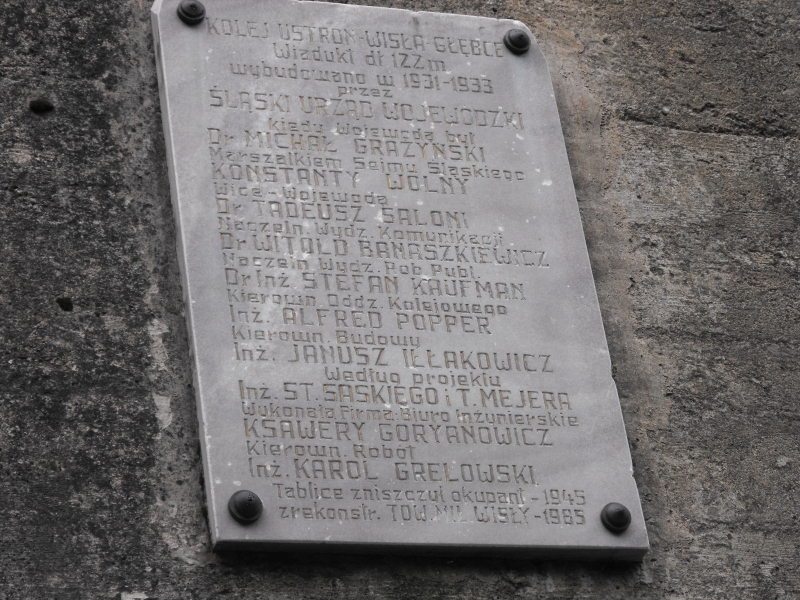 KOLEJ USTROŃ-WISŁA-GŁĘBCE
Wiadukt dł 122 m
wybudowano w 1931-1933
przez
ŚLĄSKI URZĄD WOJEWÓDZKI
Kiedy Wojewodą był
Dr MICHAŁ GRAŻYŃSKI
Marszałkiem Sejmu Śląskiego
KONSTANTY WOLNY
Wice-Wojewodą
Dr TADEUSZ SALONI
Naczeln. Wydz. Komunikacji
Dr WITOLD BANASZKIEWICZ
Naczeln Wydz. Rob Publ.
Dr Inż. STEFAN KAUFMAN
Kierown. Oddz. Kolejowego
Inż. ALFRED POPPER
Kierown. Budowy
Inż. JANUSZ IŁŁAKOWICZ
Według projektu
Inż. ST. SASKIEGO i T. MEJERA
Wykonała Firma-Biuro Inżynierskie
KSAWERY GORYANOWICZ
Kierown. Robót
Inż. KAROL GRELOWSKI
Tablice zniszczył okupant - 1945
zrekonstr. TOW. MIŁ. WISŁY - 1985